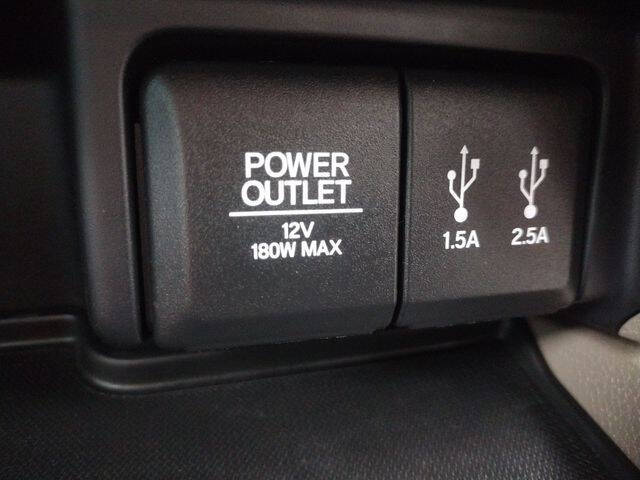 POWER
OUTLET
12V
180W MAX
1.5A 2.5A